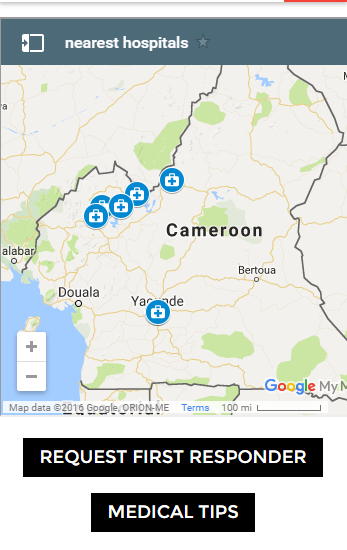 nearest hospitals
Cameroon
alabar
Bertoua
Douala
Yaounde
Google My M
Map data ©2016 Google, ORION-ME Terms 100 mi
REQUEST FIRST RESPONDER
MEDICAL TIPS